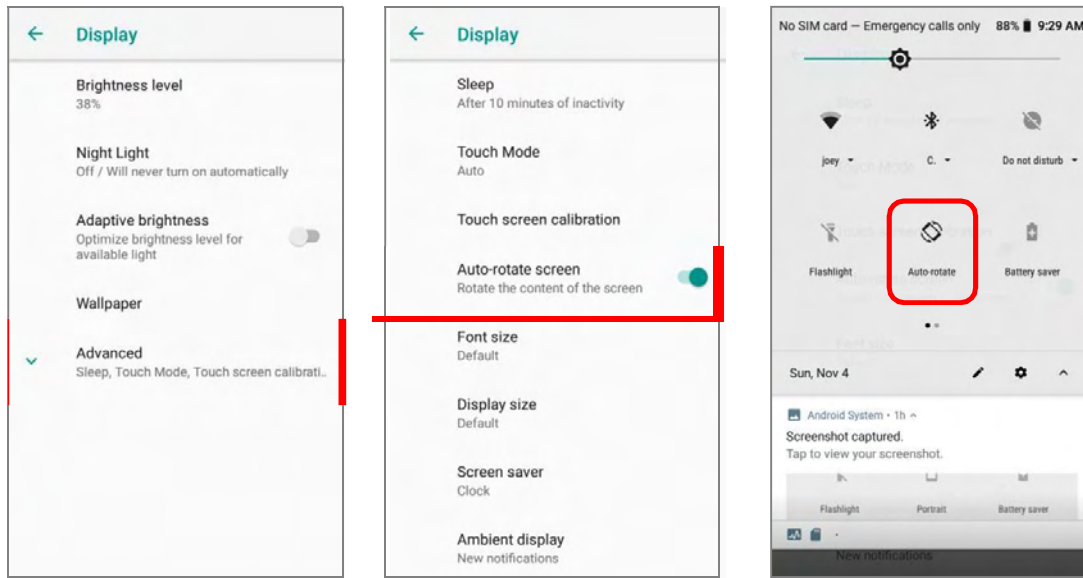 Display
Brightness level
38%
Night Light
Off / Will never turn on automatically
Adaptive brightness
Optimize brightness level for
available light
Wallpaper
Advanced
Sleep, Touch Mode, Touch screen calibrati..
Display
Sleep
After 10 minutes of inactivity
Touch Mode
Auto
Touch screen calibration
Auto-rotate screen
Rotate the content of the screen
Font size
Default
Display size
Default
Screen saver
Clock
Ambient display
New notifications
No SIM card — Emergency calls only 88% 9:29 AM
Sleep
joey C. Do not disturb
Touch Mode
Flashlight Auto-rotate Battery saver
Font size
Sun, Nov 4
Android System • 1h
Screenshot captured.
Tap to view your screenshot.
Flashlight Portrait Battery saver
New notifications